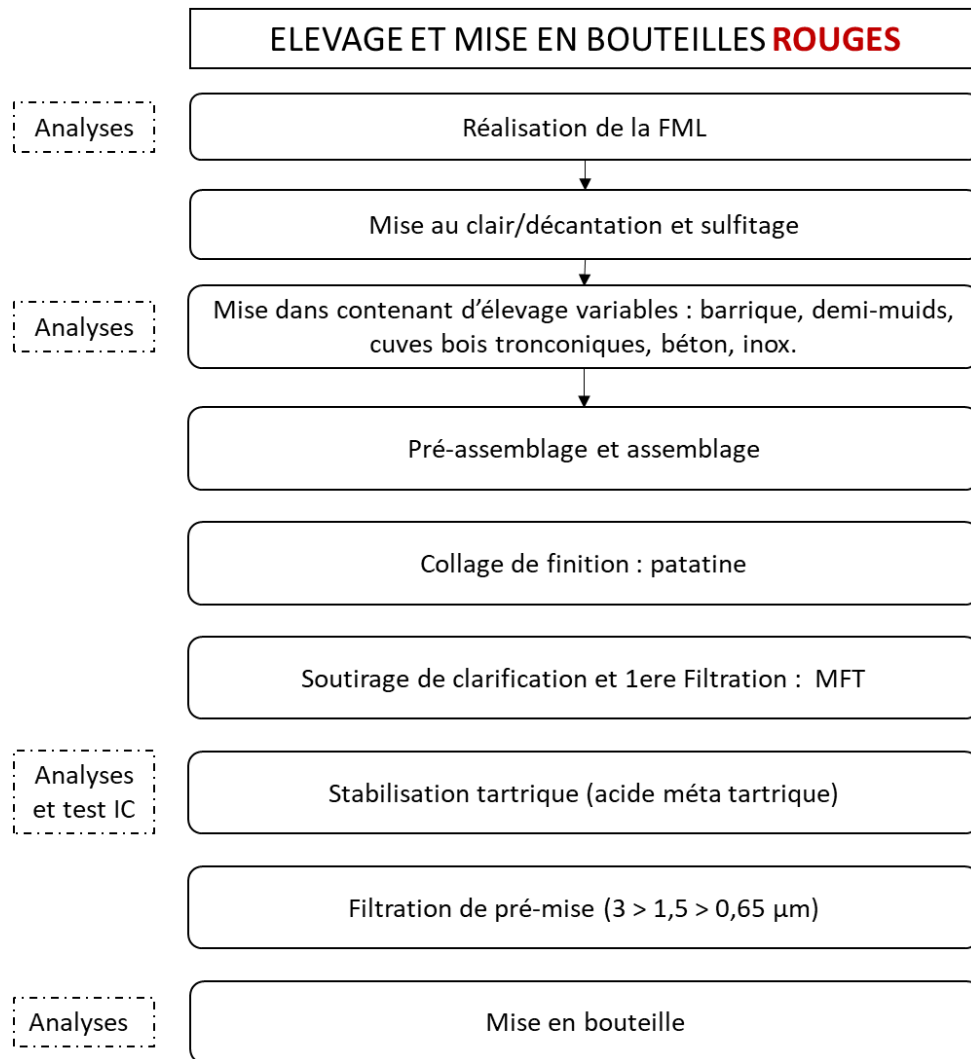 ELEVAGE ET MISE EN BOUTEILLES ROUGES
Analyses
Réalisation de la FML
Mise au clair/décantation et sulfitage
Analyses
Mise dans contenant d’élevage variables : barrique, demi-muids,
cuves bois tronconiques, béton, inox.
Pré-assemblage et assemblage
Collage de finition : patatine
Soutirage de clarification et 1ere Filtration : MFT
Analyses
et test IC
Stabilisation tartrique (acide méta tartrique)
Filtration de pré-mise (3 > 1,5 > 0,65 µm)
Analyses
Mise en bouteille